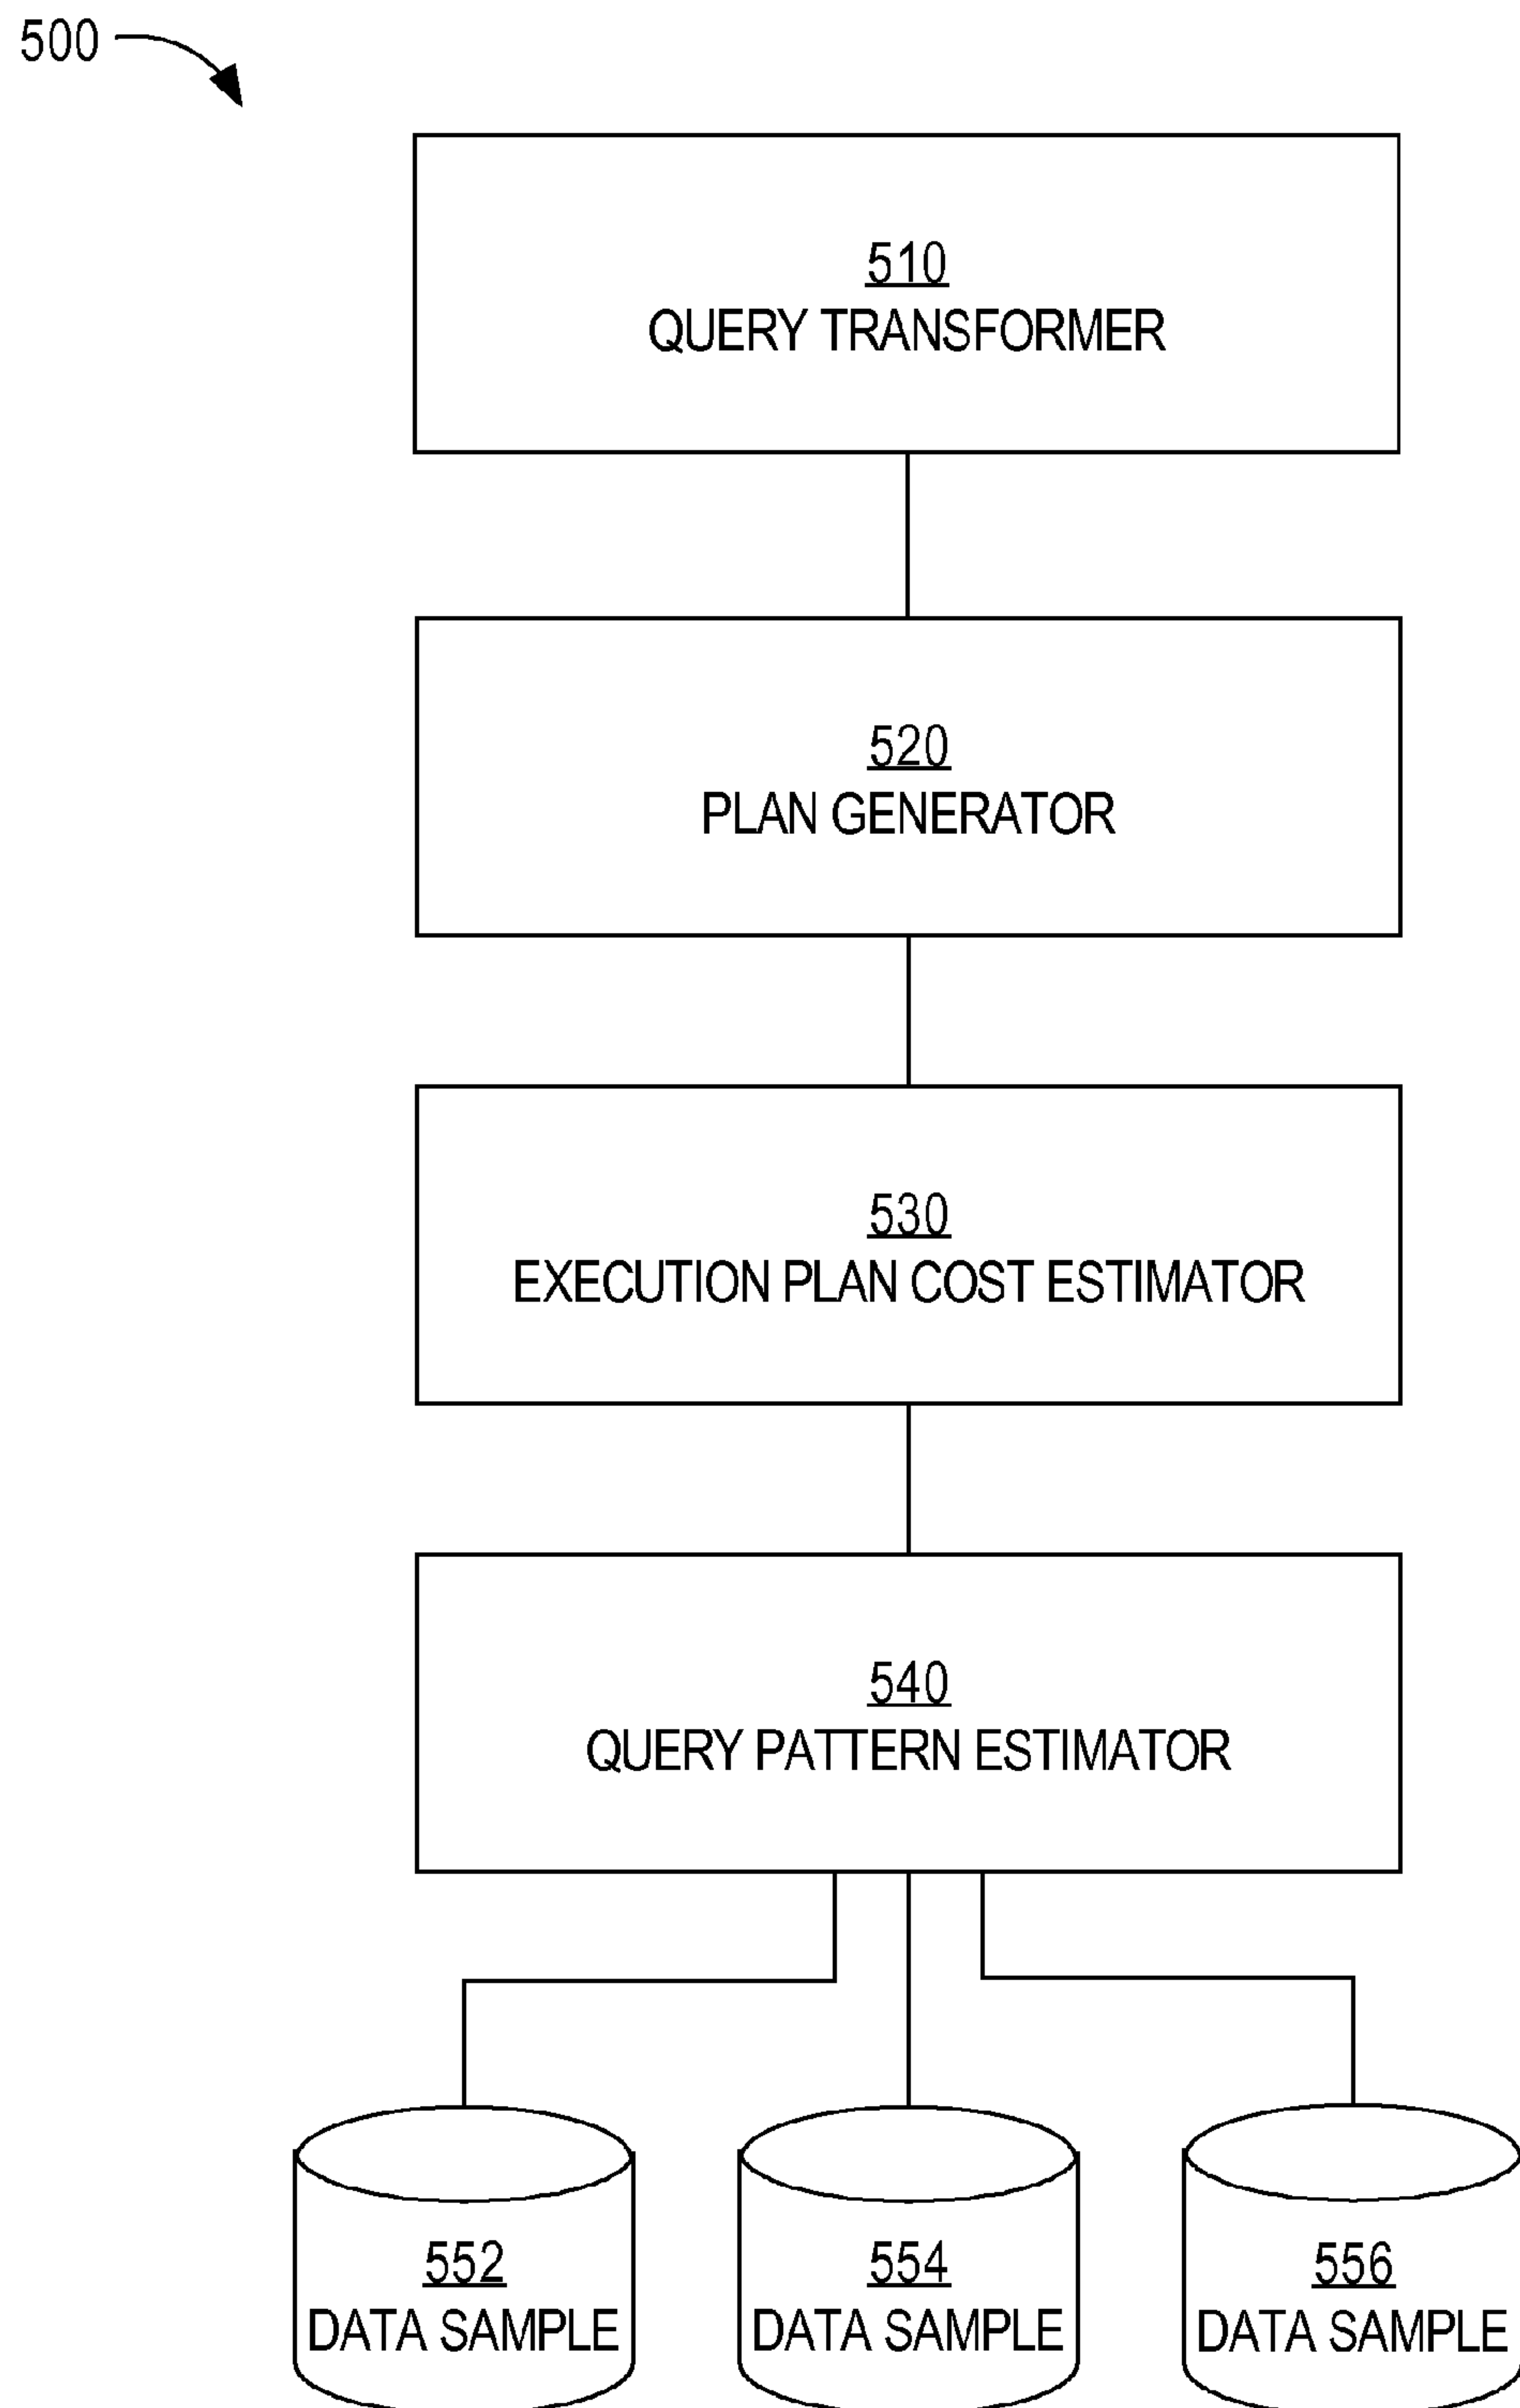 500
510
QUERY TRANSFORMER
520
PLAN GENERATOR
530
EXECUTION PLAN COST ESTIMATOR
540
QUERY PATTERN ESTIMATOR
552
DATA SAMPLE
554
DATA SAMPLE
556
DATA SAMPLE